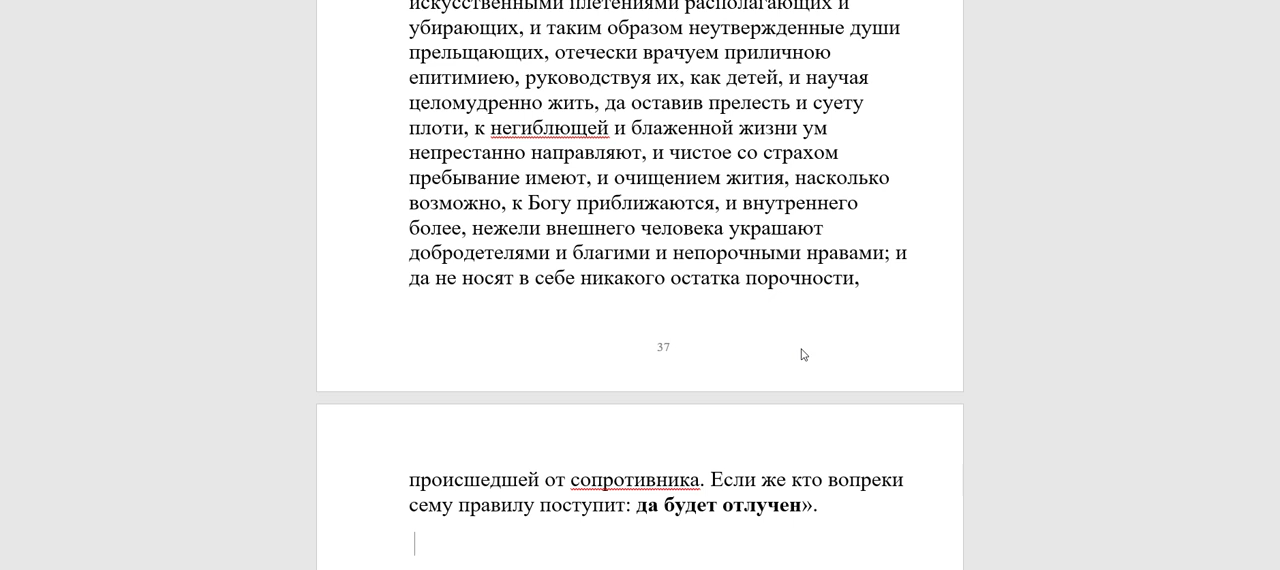 искусственными плетениями располагающих и
убирающих, и таким образом неутвержденные души
прельщающих, отечески врачуем приличною
епитимиею, руководствуя их, как детей, и научая
целомудренно жить, да оставив прелесть и суету
плоти, к негиблющей и блаженной жизни ум
непрестанно направляют, и чистое со страхом
пребывание имеют, и очищением жития, насколько
возможно, к Богу приближаются, и внутреннего
более, нежели внешнего человека украшают
добродетелями и благими и непорочными нравами; и
да не носят в себе никакого остатка порочности,
37
происшедшей от сопротивника. Если же кто вопреки
сему правилу поступит: да будет отлучен».